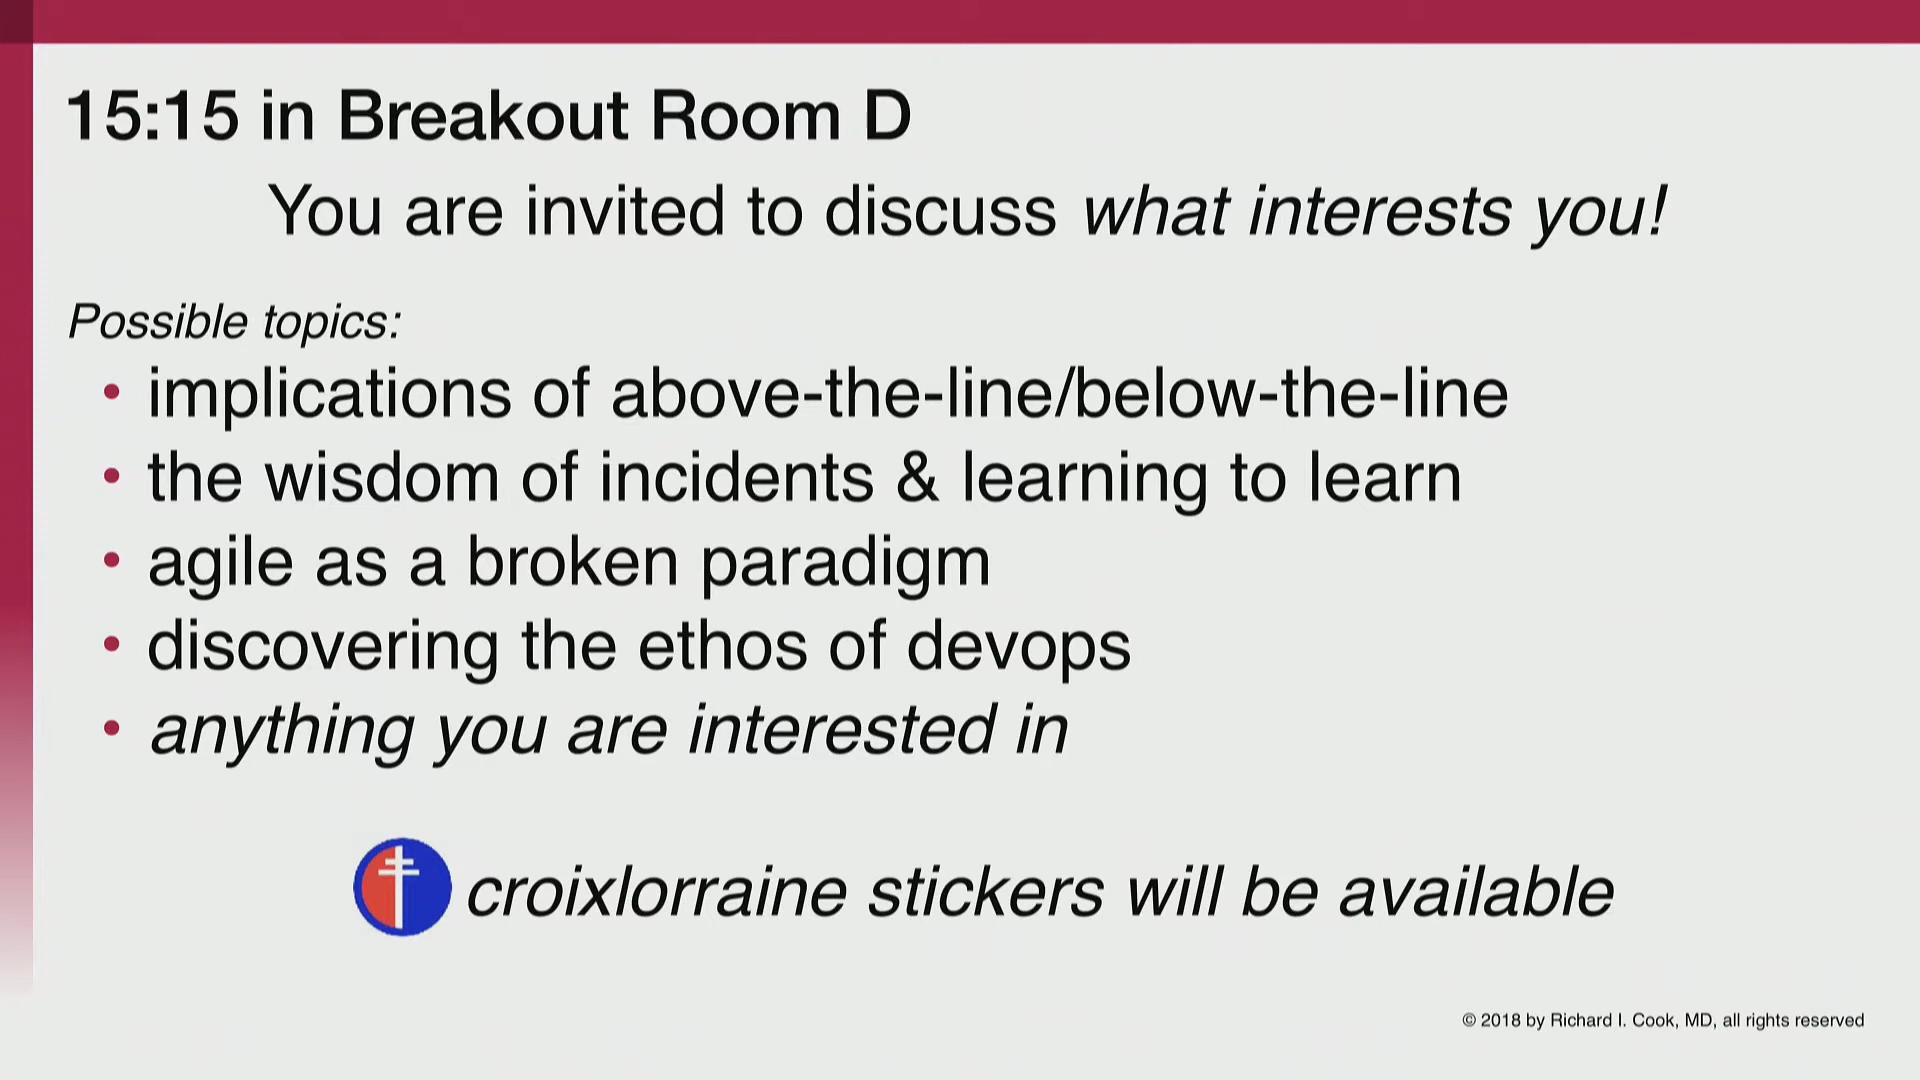 15:15 in Breakout Room D
You are invited to discuss what interests you!
Possible topics:
• implications of above-the-line/below-the-line
• the wisdom of incidents & learning to learn
• agile as a broken paradigm
• discovering the ethos of devops
• anything you are interested in
croixlorraine stickers will be available
© 2018 by Richard I. Cook, MD, all rights reserved